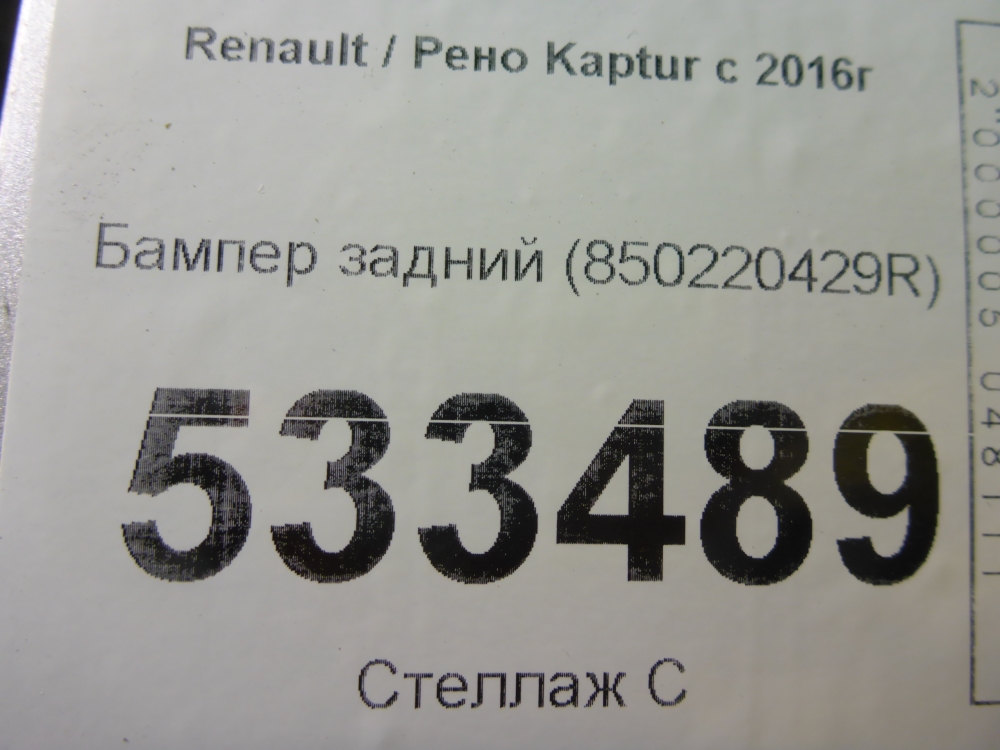 Renault / Рено Kaptur с 2016г
Бампер задний (850220429R)
533489
Стеллаж С